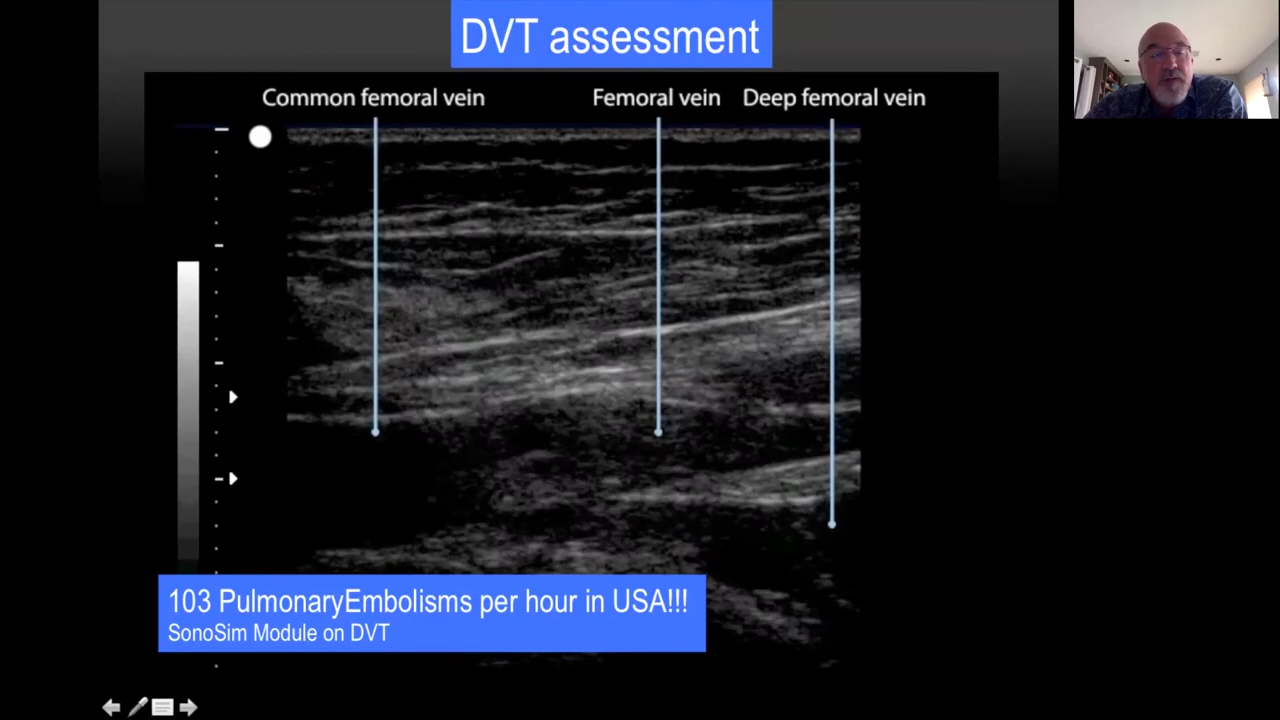 DVT assessment
Common femoral vein Femoral vein Deep femoral vein
103 PulmonaryEmbolisms per hour in USA!!!
SonoSim Module on DVT